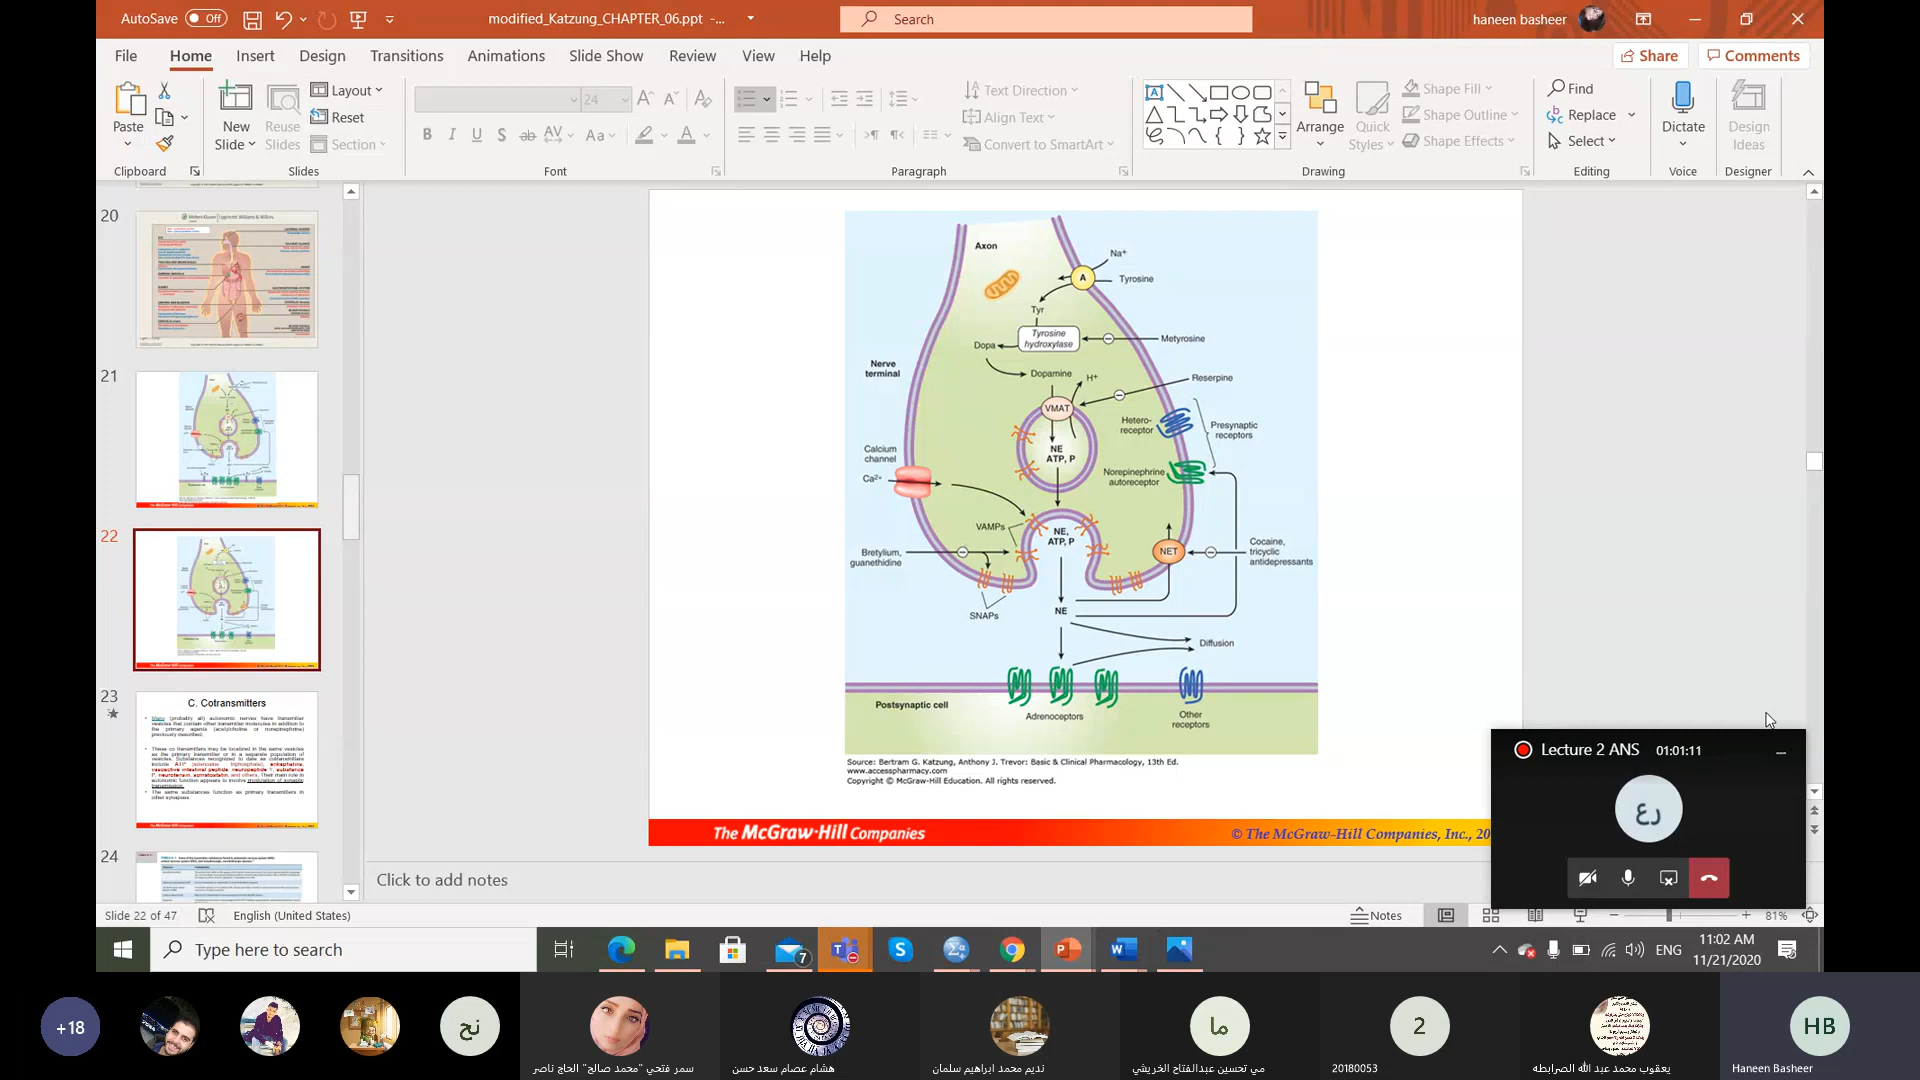 AutoSave Off modified_Katzung_CHAPTER_06.ppt -... Search haneen basheer
File Home Insert Design Transitions Animations Slide Show Review View Help Share Comments
Paste
New Slide
Reuse Slides
Layout
Reset
Section
24
Text Direction
Align Text
Convert to SmartArt
Arrange
Quick Styles
Shape Fill
Shape Outline
Shape Effects
Find
Replace
Select
Dictate
Design Ideas
Clipboard Slides Font Paragraph Drawing Editing Voice Designer
20
21
22
23
C. Cotransmitters
24
Axon
Na⁺
A
Tyrosine
Tyr
Tyrosine hydroxylase
Metyrosine
Dopa
Nerve terminal
Dopamine
H⁺
Reserpine
VMAT
Hetero-receptor
Presynaptic receptors
NE
ATP, P
Calcium channel
Norepinephrine autoreceptor
Ca²⁺
VAMPs
NE,
ATP, P
Bretylium, guanethidine
NET
Cocaine, tricyclic antidepressants
SNAPs
NE
Diffusion
Postsynaptic cell
Adrenoceptors
Other receptors
Source: Bertram G. Katzung, Anthony J. Trevor: Basic & Clinical Pharmacology, 13th Ed.
www.accesspharmacy.com
Copyright © McGraw-Hill Education. All rights reserved.
The McGraw-Hill Companies © The McGraw-Hill Companies, Inc., 20
Lecture 2 ANS 01:01:11
رع
Click to add notes
Slide 22 of 47 English (United States) Notes 81%
Type here to search 7 ENG 11:02 AM
11/21/2020
+18 نح ما 2 HB
سمر فتحي "محمد صالح" الحاج ناصر
هشام عصام سعد حسن
نديم محمد ابراهيم سلمان
مي تحسين عبدالفتاح الخريشي
20180053
يعقوب محمد عبد الله الضرابطه
Haneen Basheer